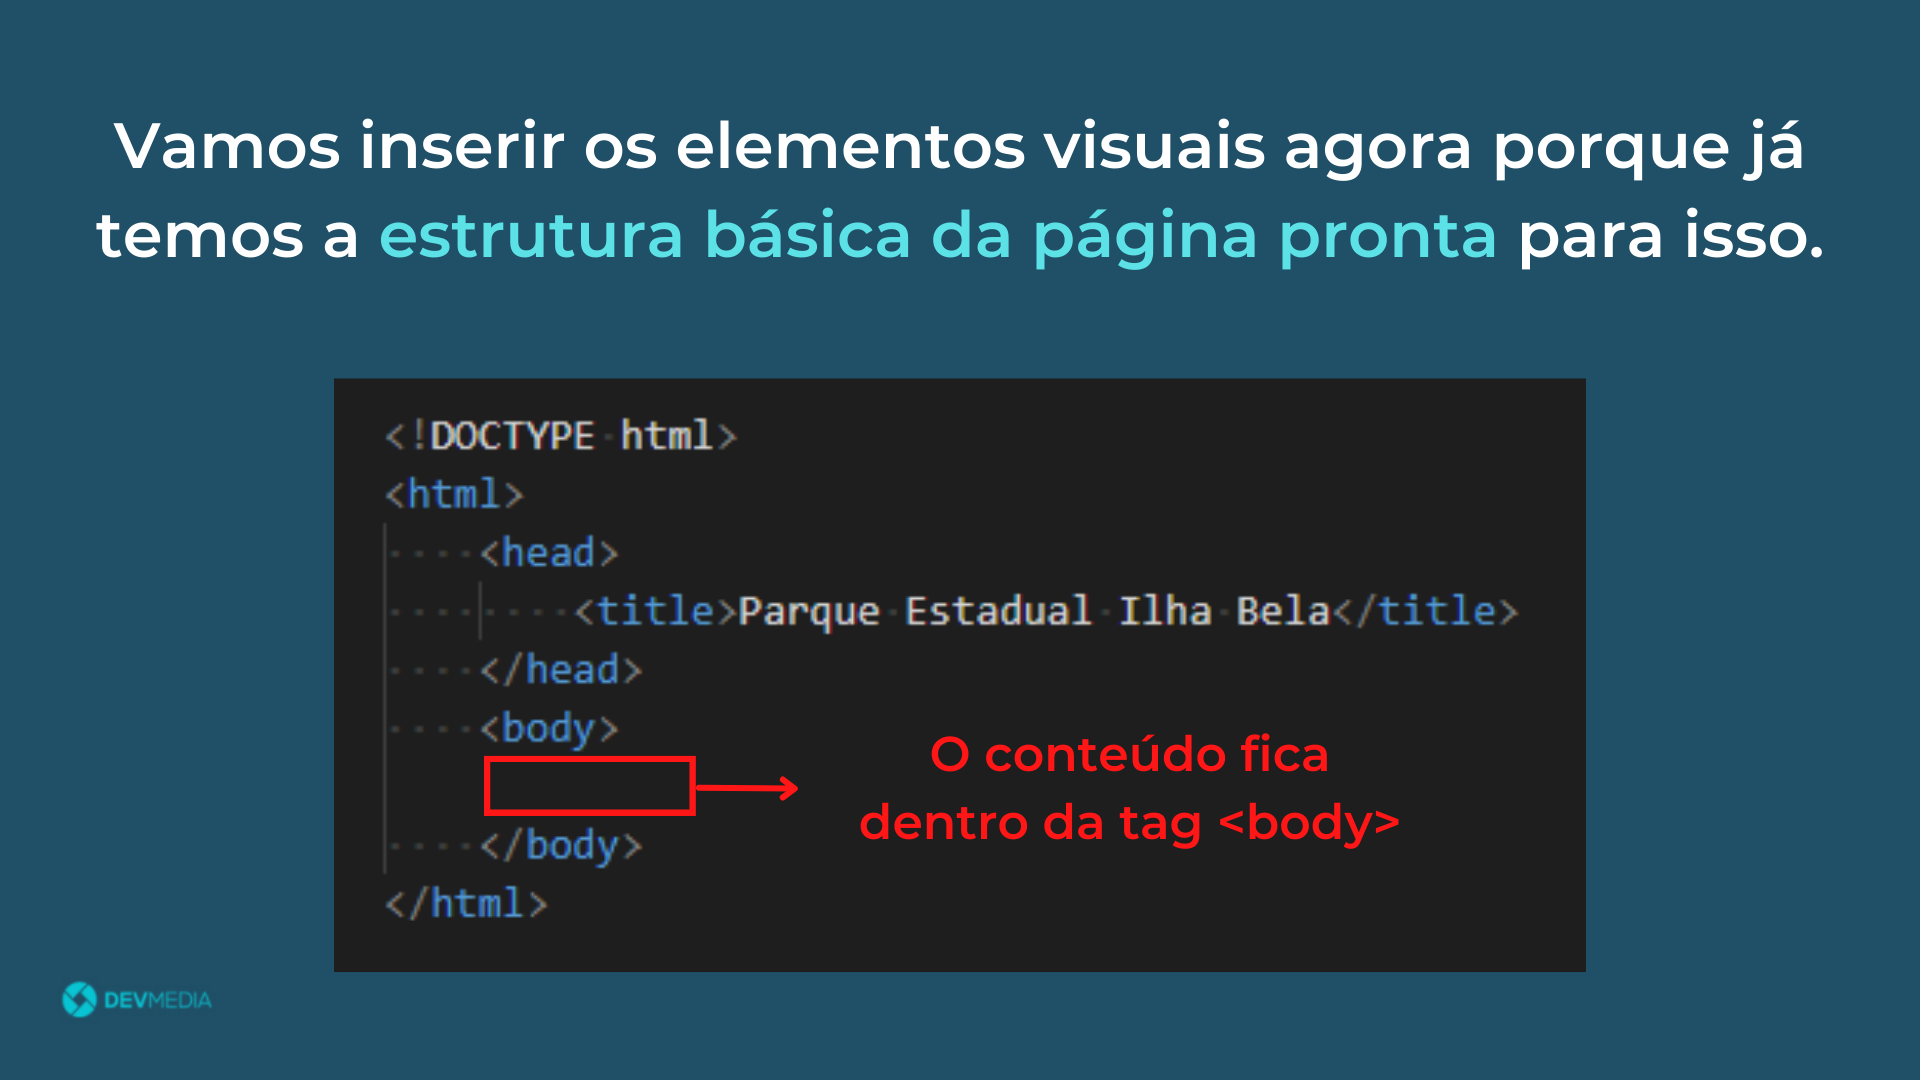 Vamos inserir os elementos visuais agora porque já
temos a estrutura básica da página pronta para isso.
<!DOCTYPE html>
<html>
<head>
<title>Parque Estadual Ilha Bela</title>
</head>
<body>
O conteúdo fica
dentro da tag <body>
</body>
</html>
DEVMEDIA